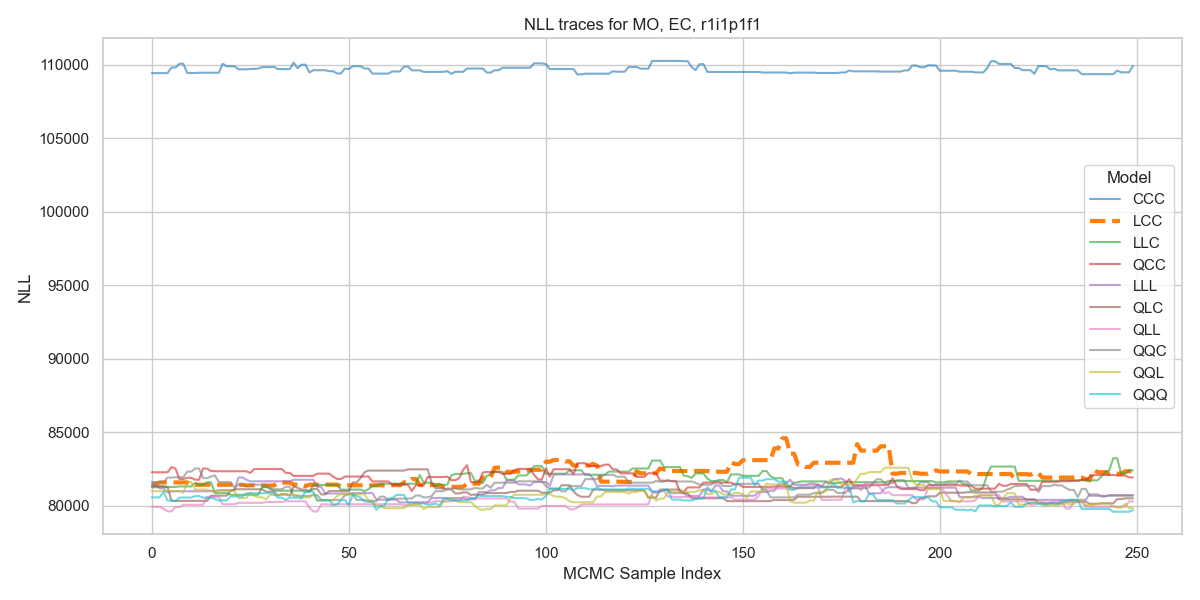 NLL traces for MO, EC, r1i1p1f1
110000
105000
100000
95000
90000
85000
80000
NLL
0
50
100
150
200
250
MCMC Sample Index
Model
CCC
LCC
LLC
QCC
LLL
QLC
QLL
QQC
QQL
QQQ